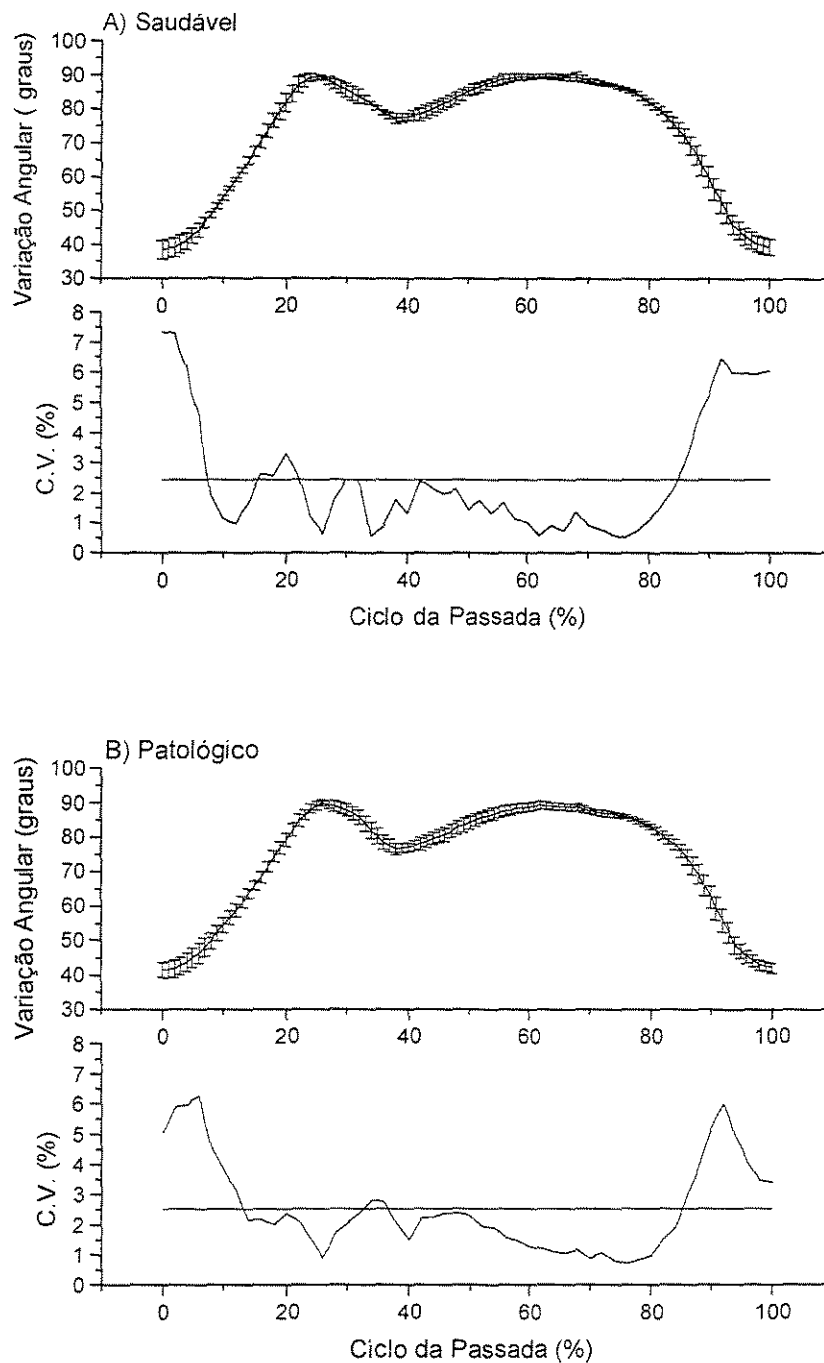 A) Saudável
Variação Angular ( graus)
100
90
80
70
60
50
40
30
0 20 40 60 80 100
C.V. (%)
8
7
6
5
4
3
2
1
0
0 20 40 60 80 100
Ciclo da Passada (%)
B) Patológico
Variação Angular (graus)
100
90
80
70
60
50
40
30
0 20 40 60 80 100
C.V. (%)
8
7
6
5
4
3
2
1
0
0 20 40 60 80 100
Ciclo da Passada (%)